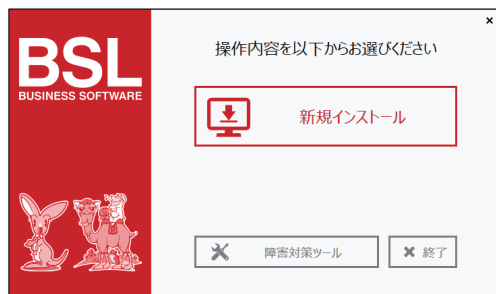 BSL
BUSINESS SOFTWARE
操作内容を以下からお選びください
新規インストール
障害対策ツール
終了